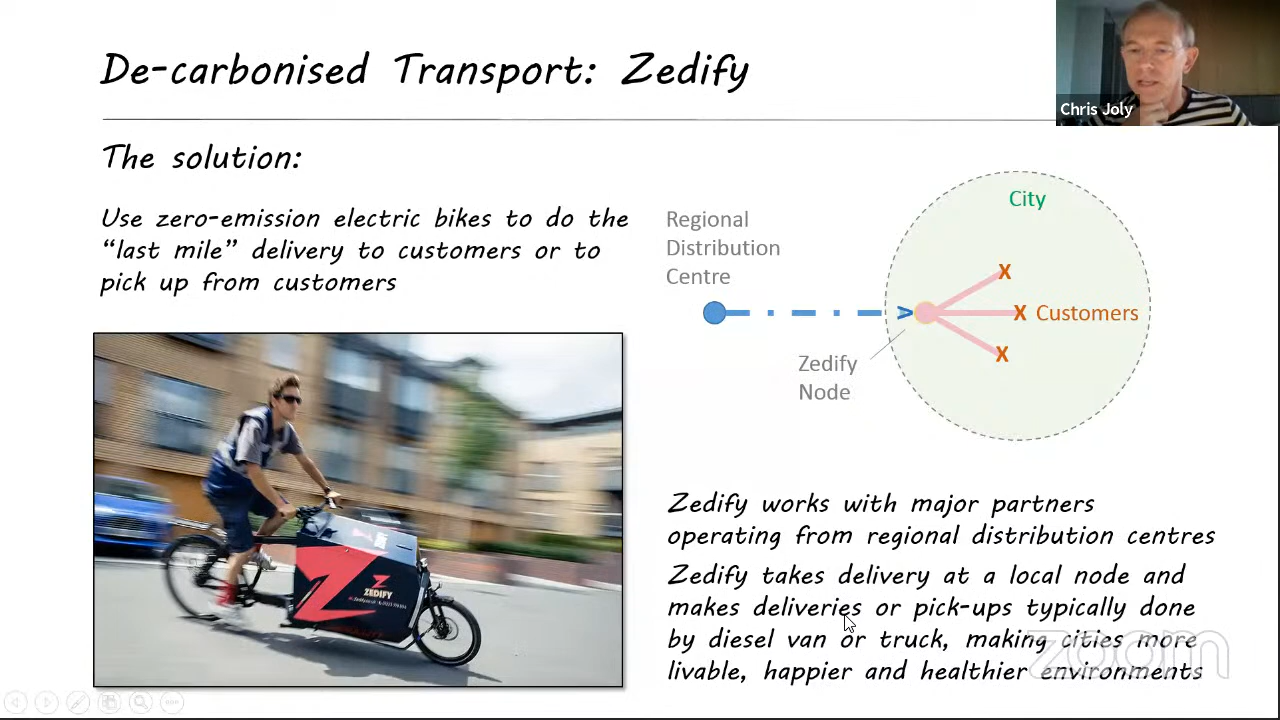 De-carbonised Transport: Zedify
Chris Joly
The solution:
Use zero-emission electric bikes to do the
“last mile” delivery to customers or to
pick up from customers
City
Regional
Distribution
Centre
>
X
X Customers
X
Zedify
Node
ZEDIFY
Zedify works with major partners
operating from regional distribution centres
Zedify takes delivery at a local node and
makes deliveries or pick-ups typically done
by diesel van or truck, making cities more
livable, happier and healthier environments
zoom